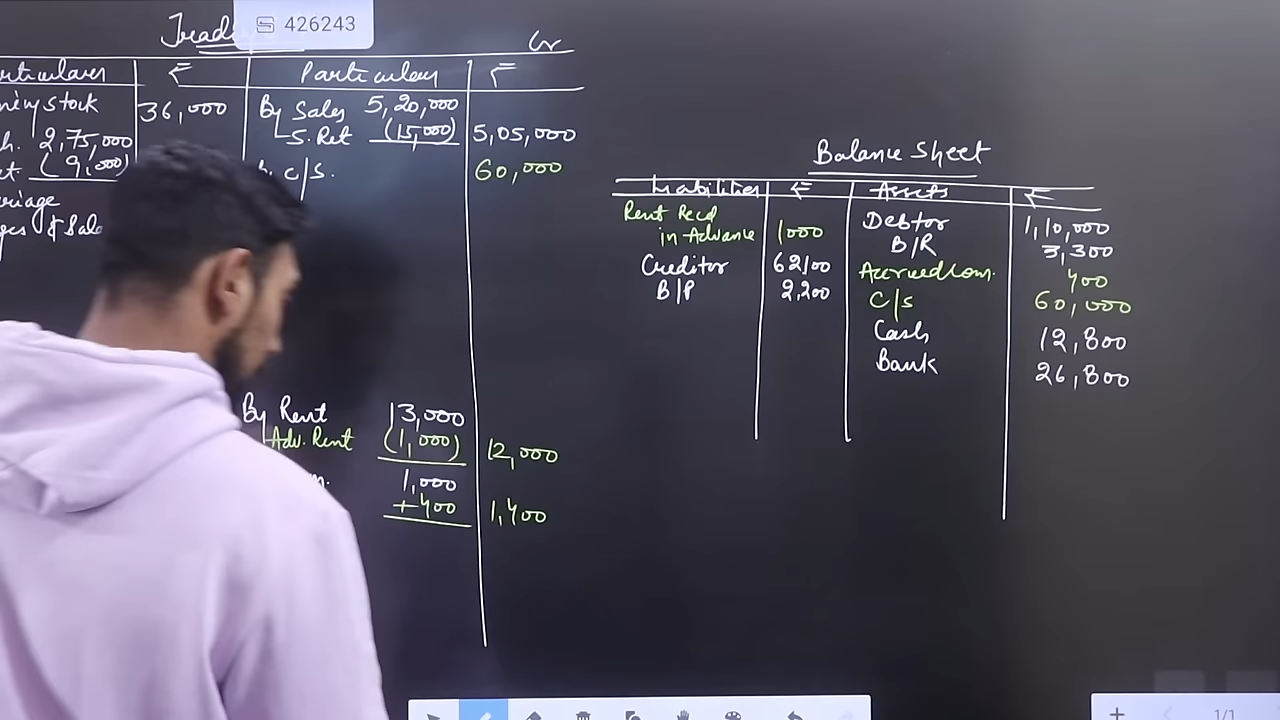 426243
Tradi
Cr
rticulars ₹ Particulars ₹
ning stock 36,000 By Sales 5,20,000
h. 2,75,000 S. Ret (15,000) 5,05,000
et (9,000) C/S. 60,000
riage
ges & Sala
By Rent 13,000
Adv. Rent (1,000) 12,000
m. 1,000
+400 1,400
Balance Sheet
Liabilities ₹ Assets ₹
Rent Recd
in Advance 1000
Creditor 62100
B/P 2,200
Debtor 1,10,000
B/R 3,300
Accrued Com. 400
C/S 60,000
Cash 12,800
Bank 26,800
1/1